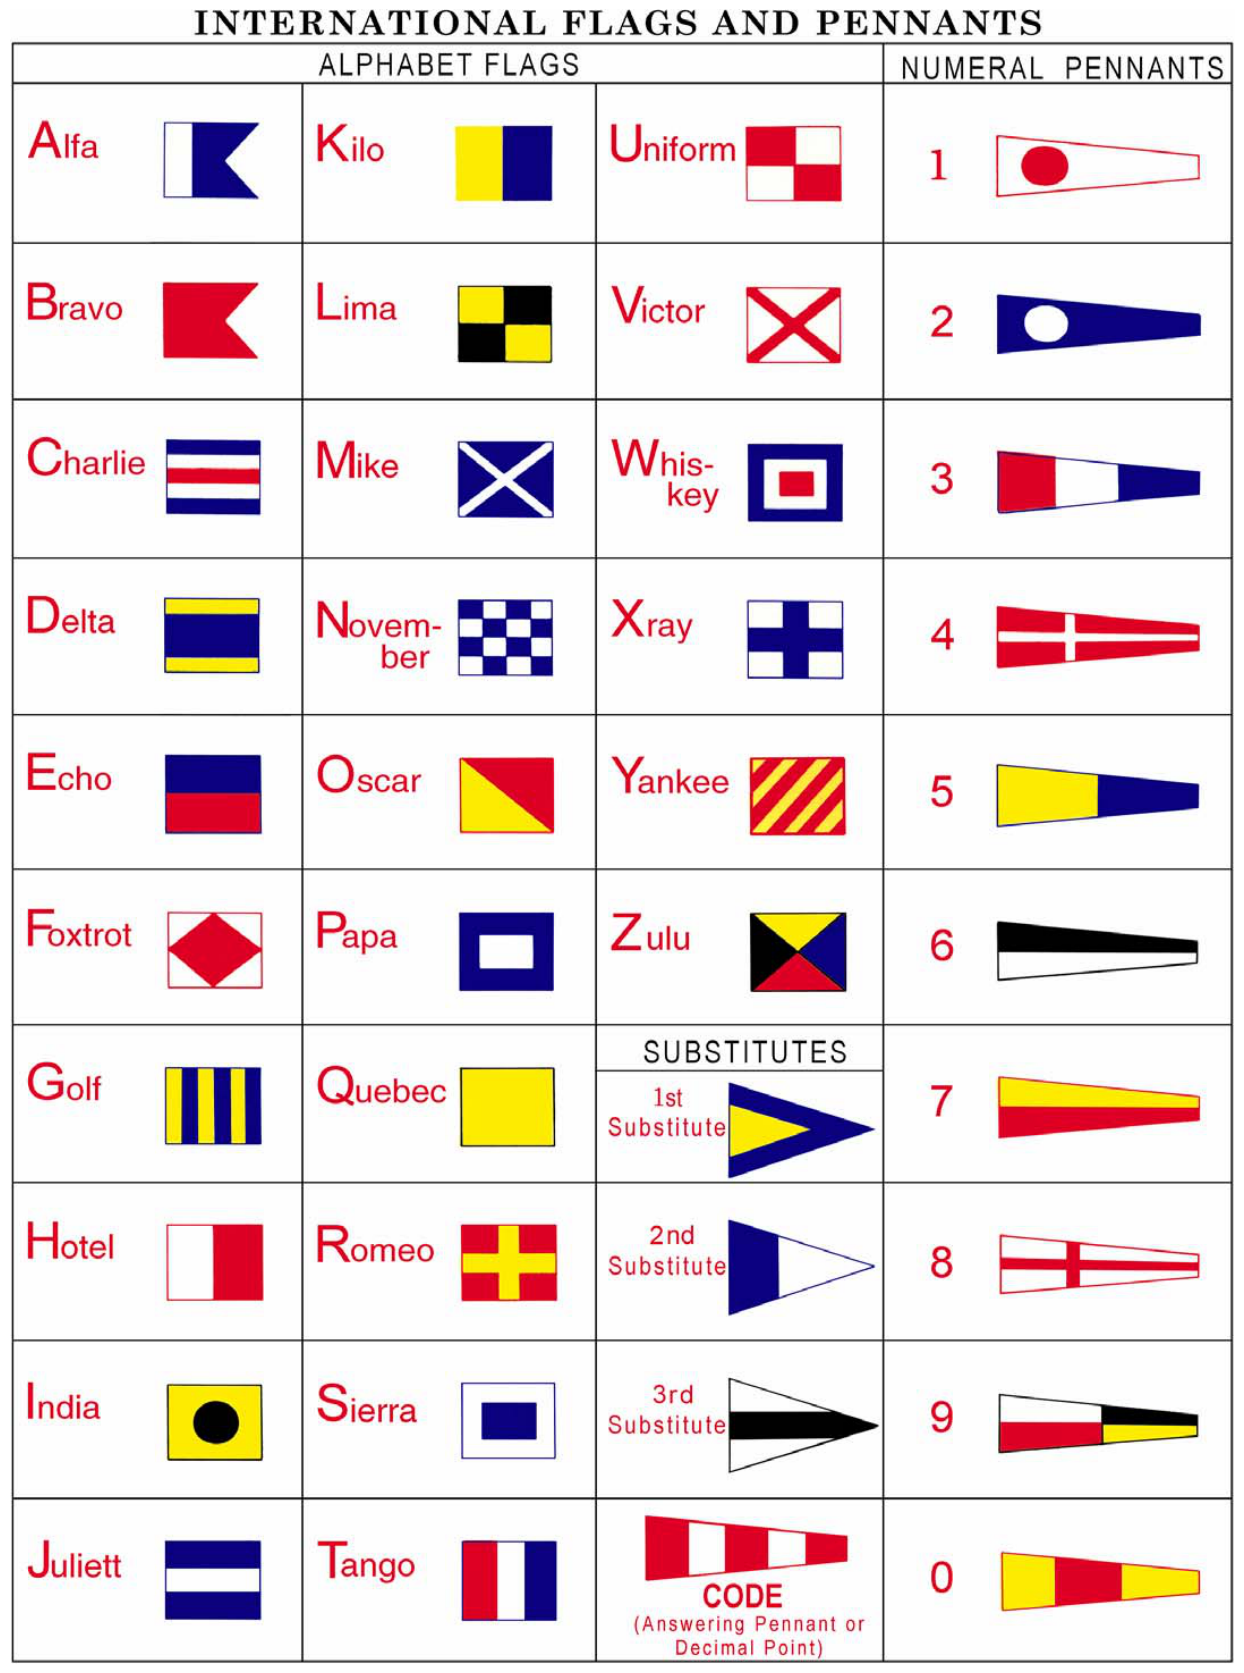 INTERNATIONAL FLAGS AND PENNANTS
ALPHABET FLAGS
NUMERAL PENNANTS
Alfa
Kilo
Uniform
1
Bravo
Lima
Victor
2
Charlie
Mike
Whis-
key
3
Delta
Novem-
ber
Xray
4
Echo
Oscar
Yankee
5
Foxtrot
Papa
Zulu
6
Golf
Quebec
SUBSTITUTES
1st
Substitute
7
Hotel
Romeo
2nd
Substitute
8
India
Sierra
3rd
Substitute
9
Juliett
Tango
CODE
(Answering Pennant or
Decimal Point)
0